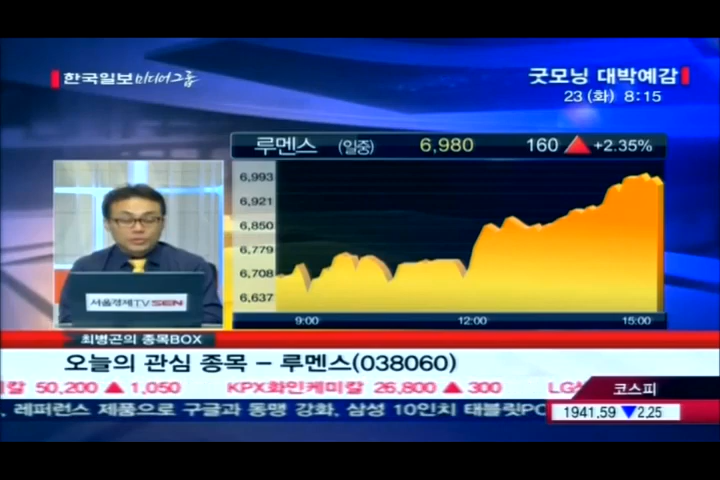 한국일보 미디어그룹
굿모닝 대박예감
23 (화) 8:15
루멘스 (일중) 6,980 160 ▲ +2.35%
6,993
6,921
6,850
6,779
6,708
6,637
9:00 12:00 15:00
서울경제TV SEN
최병곤의 종목BOX
오늘의 관심 종목 - 루멘스(038060)
칼 50,200 ▲ 1,050 KPX화인케미칼 26,800 ▲ 300 LG
코스피
1941.59 ▼ 2.25
, 레퍼런스 제품으로 구글과 동맹 강화, 삼성 10인치 태블릿PC